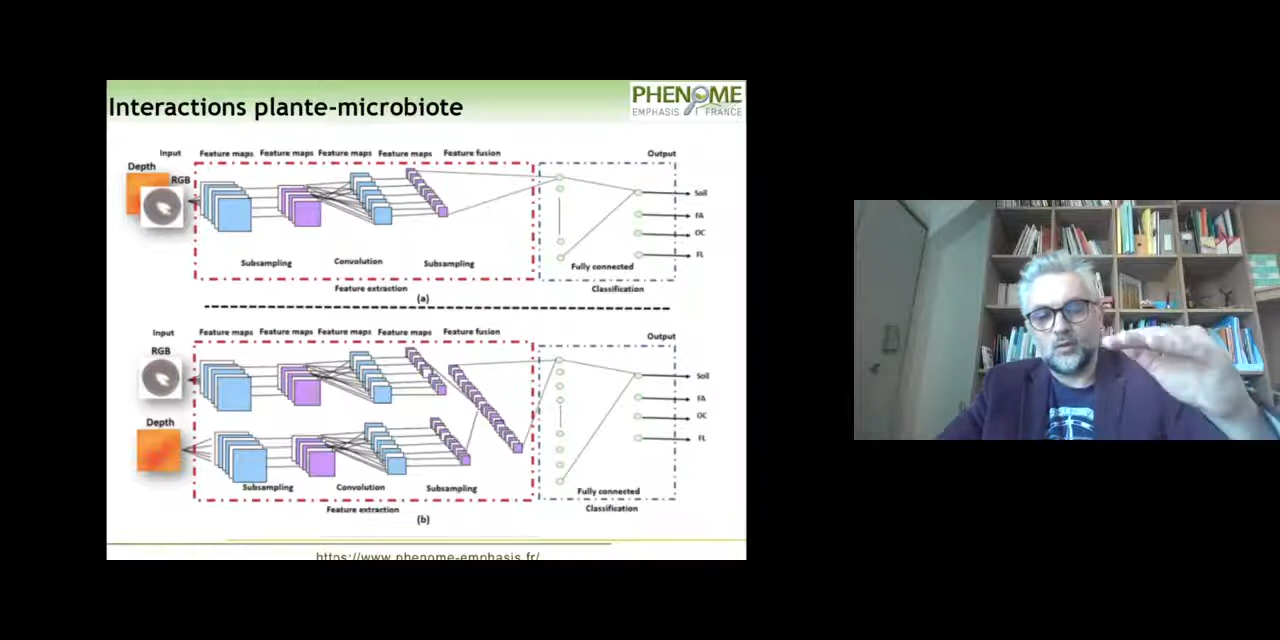 Interactions plante-microbiote
PHENOME
EMPHASIS FRANCE
Input Feature maps Feature maps Feature maps Feature maps Feature fusion Output
Depth
RGB
Soil
FA
OC
FL
Subsampling Convolution Subsampling Fully connected
Feature extraction Classification
(a)
Input Feature maps Feature maps Feature maps Feature maps Feature fusion Output
RGB
Soil
FA
OC
Depth
FL
Subsampling Convolution Subsampling Fully connected
Feature extraction Classification
(b)
https://www.phenome-emphasis.fr/